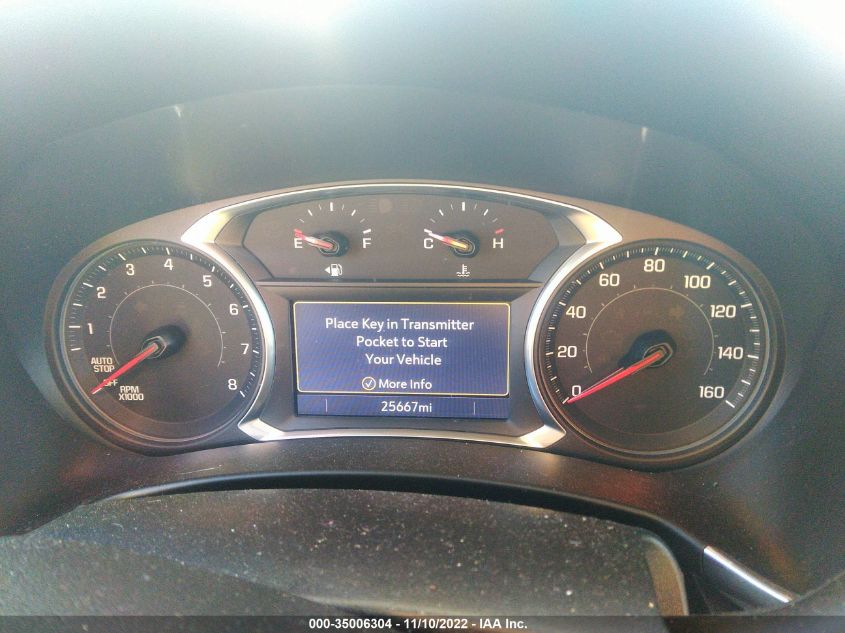 E F C H
1 2 3 4 5 6 7 8
AUTO
STOP
OFF
RPM
X1000
Place Key in Transmitter
Pocket to Start
Your Vehicle
More Info
25667mi
0 20 40 60 80 100 120 140 160
000-35006304 - 11/10/2022 - IAA Inc.